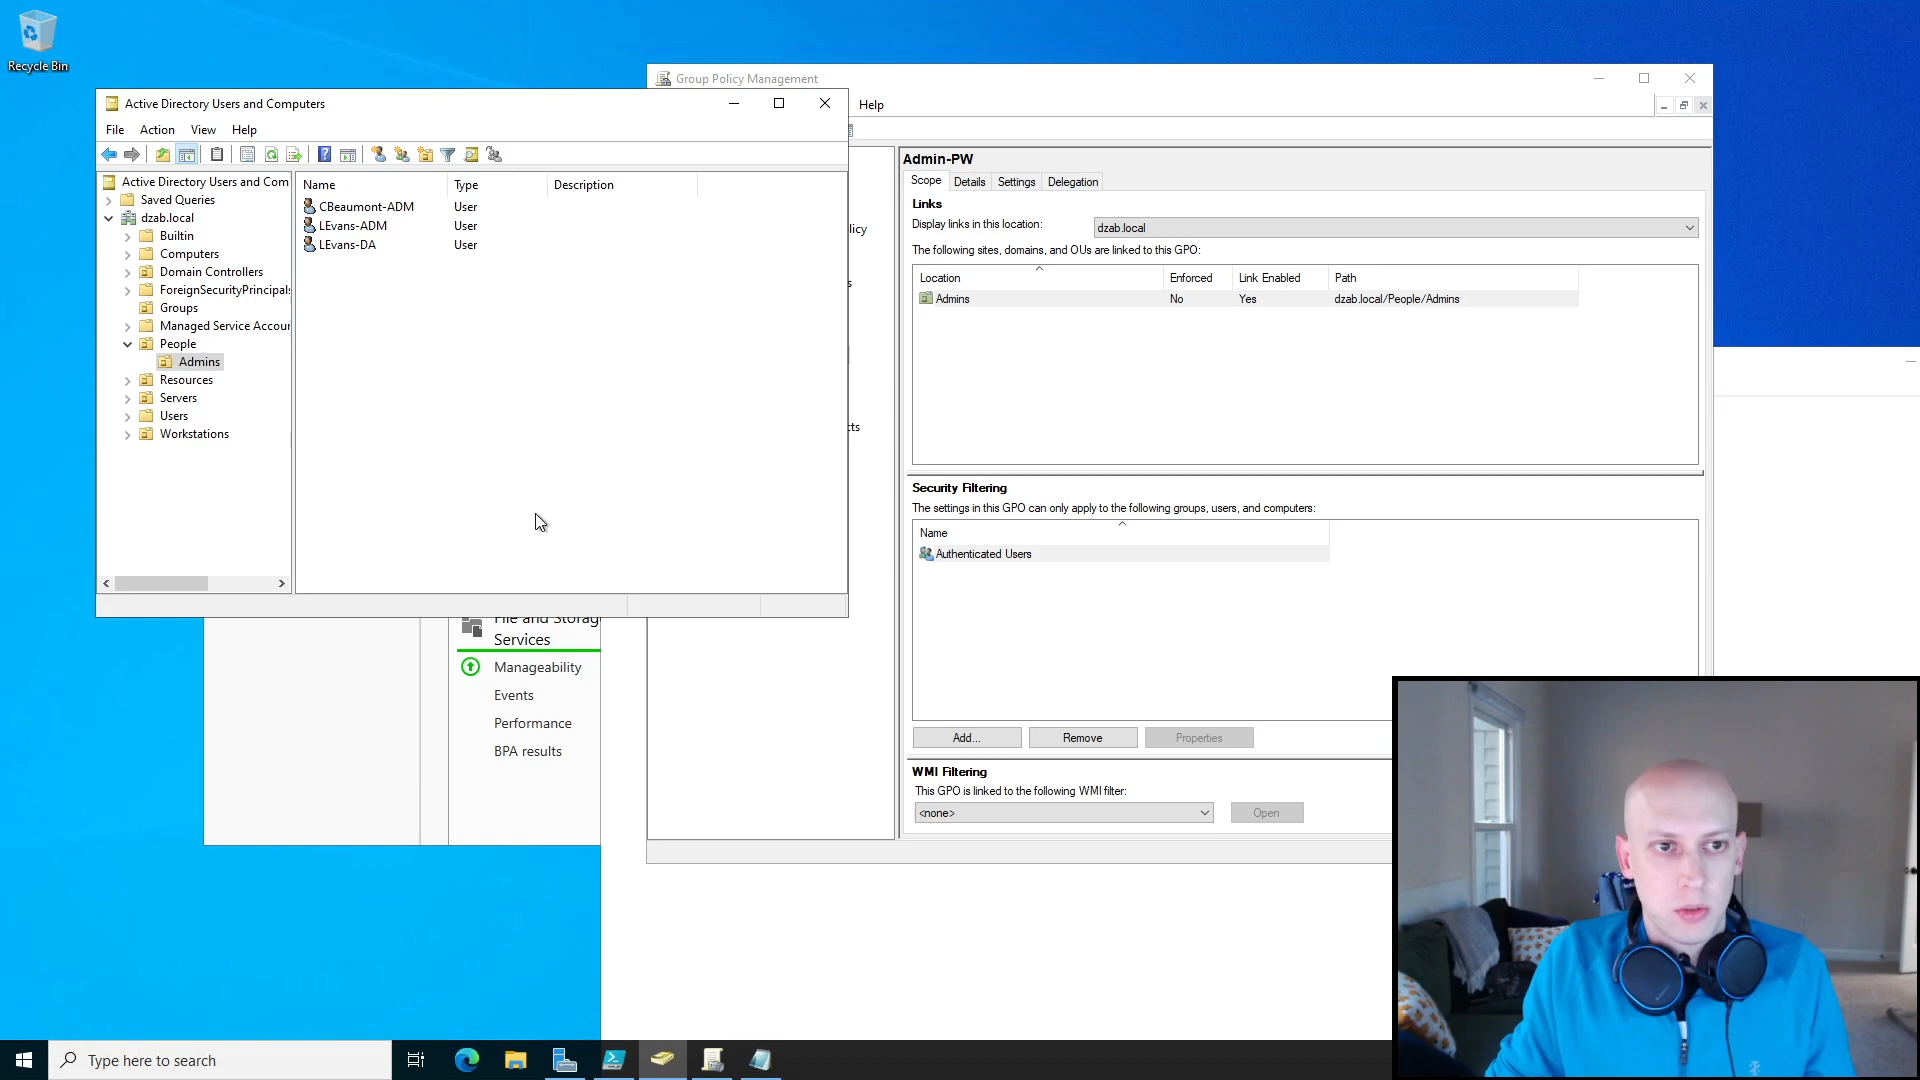 Recycle Bin
Group Policy Management
Help
Active Directory Users and Computers
File Action View Help
Active Directory Users and Com
Saved Queries
dzab.local
Builtin
Computers
Domain Controllers
ForeignSecurityPrincipals
Groups
Managed Service Accour
People
Admins
Resources
Servers
Users
Workstations
Name Type Description
CBeaumont-ADM User
LEvans-ADM User
LEvans-DA User
licy
s
cts
Admin-PW
Scope Details Settings Delegation
Links
Display links in this location: dzab.local
The following sites, domains, and OUs are linked to this GPO:
Location Enforced Link Enabled Path
Admins No Yes dzab.local/People/Admins
Security Filtering
The settings in this GPO can only apply to the following groups, users, and computers:
Name
Authenticated Users
Add... Remove Properties
WMI Filtering
This GPO is linked to the following WMI filter:
<none> Open
File and Storag
Services
Manageability
Events
Performance
BPA results
Type here to search